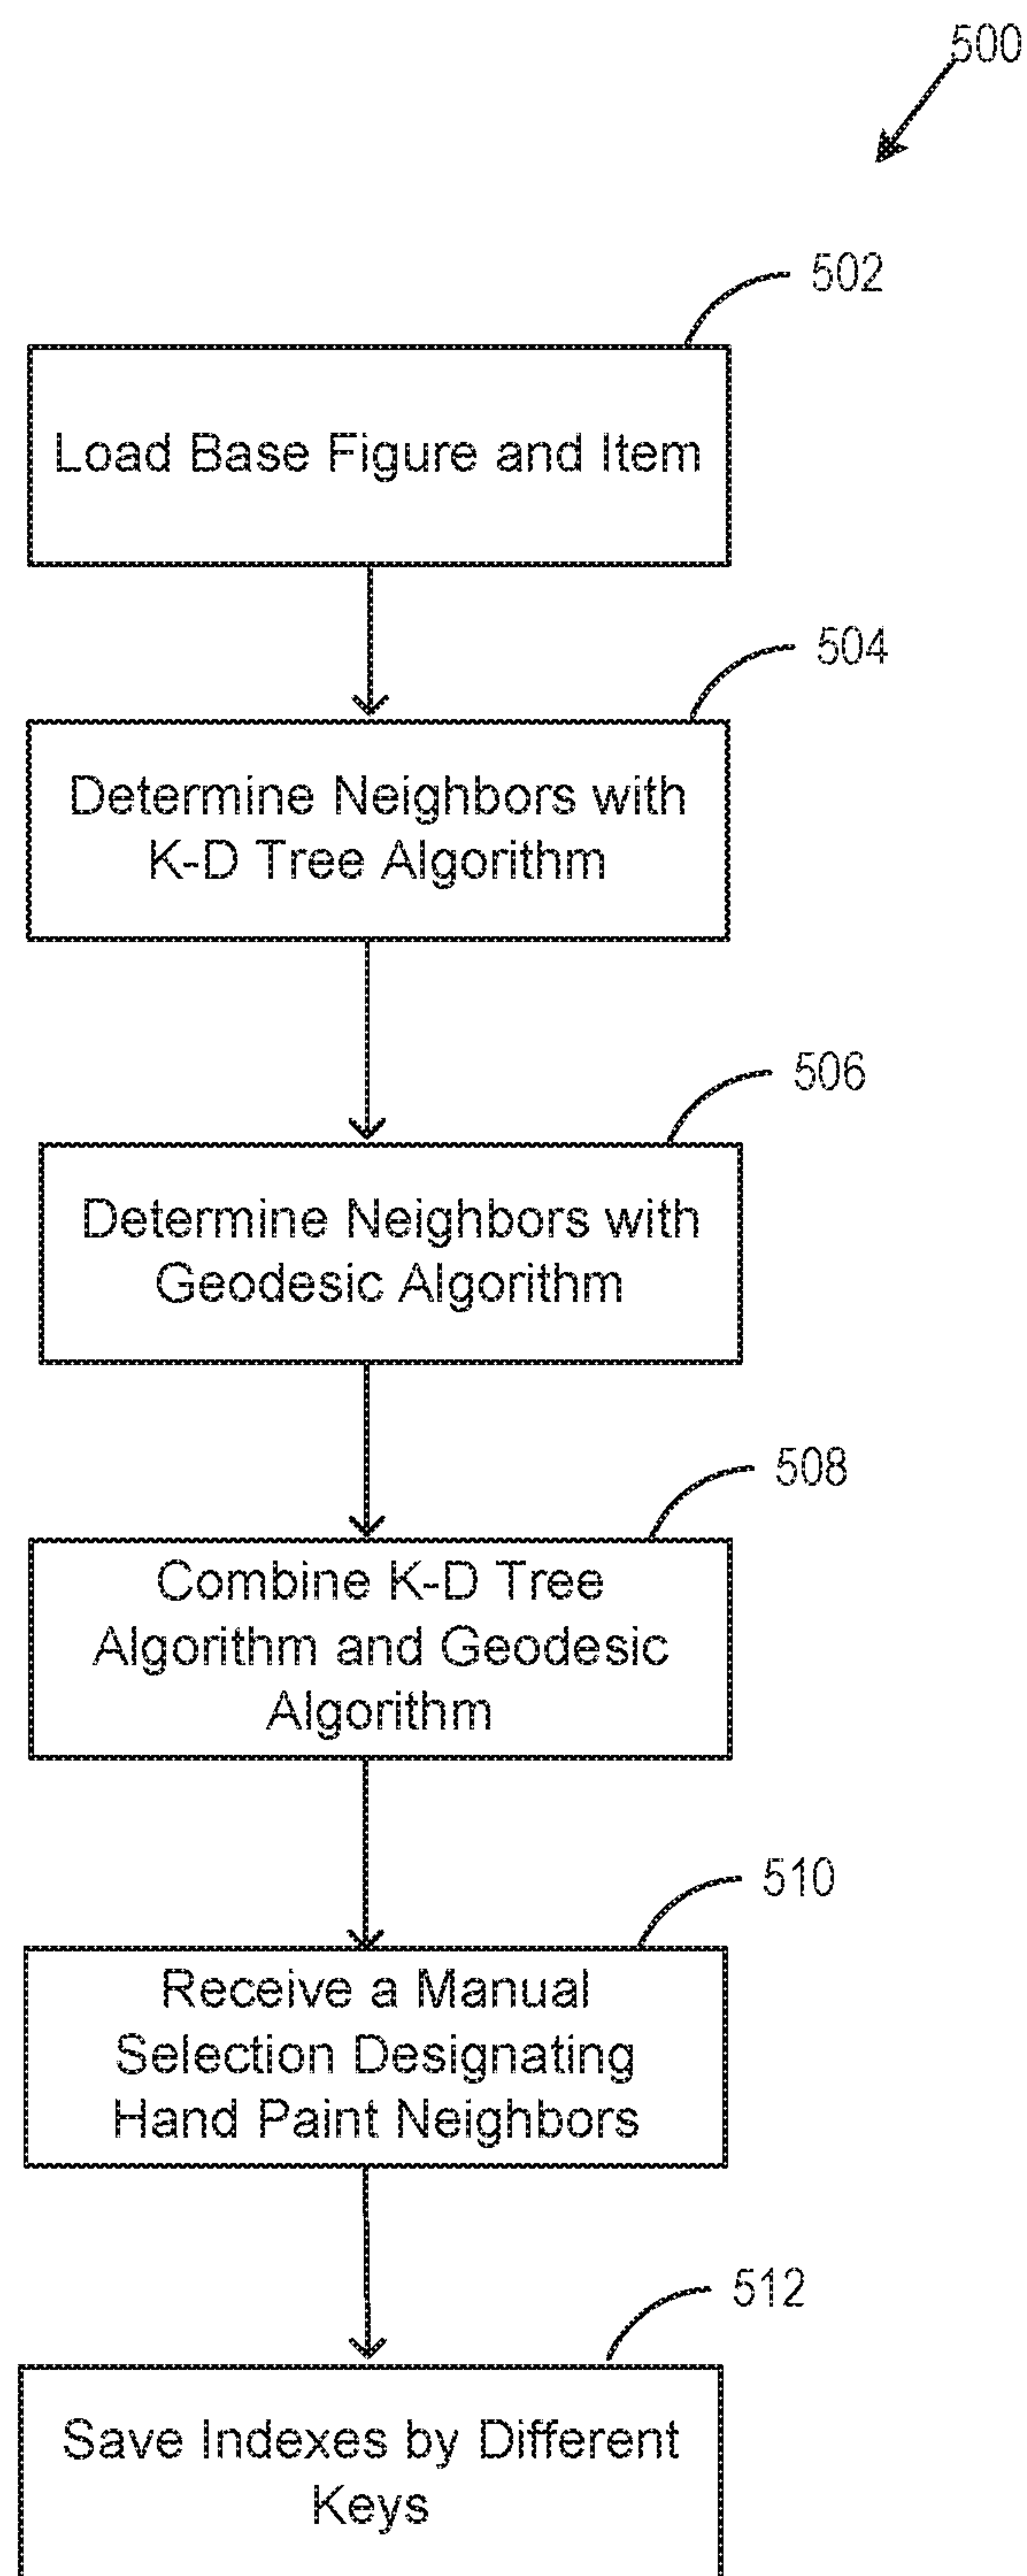 500
502
Load Base Figure and Item
504
Determine Neighbors with
K-D Tree Algorithm
506
Determine Neighbors with
Geodesic Algorithm
508
Combine K-D Tree
Algorithm and Geodesic
Algorithm
510
Receive a Manual
Selection Designating
Hand Paint Neighbors
512
Save Indexes by Different
Keys